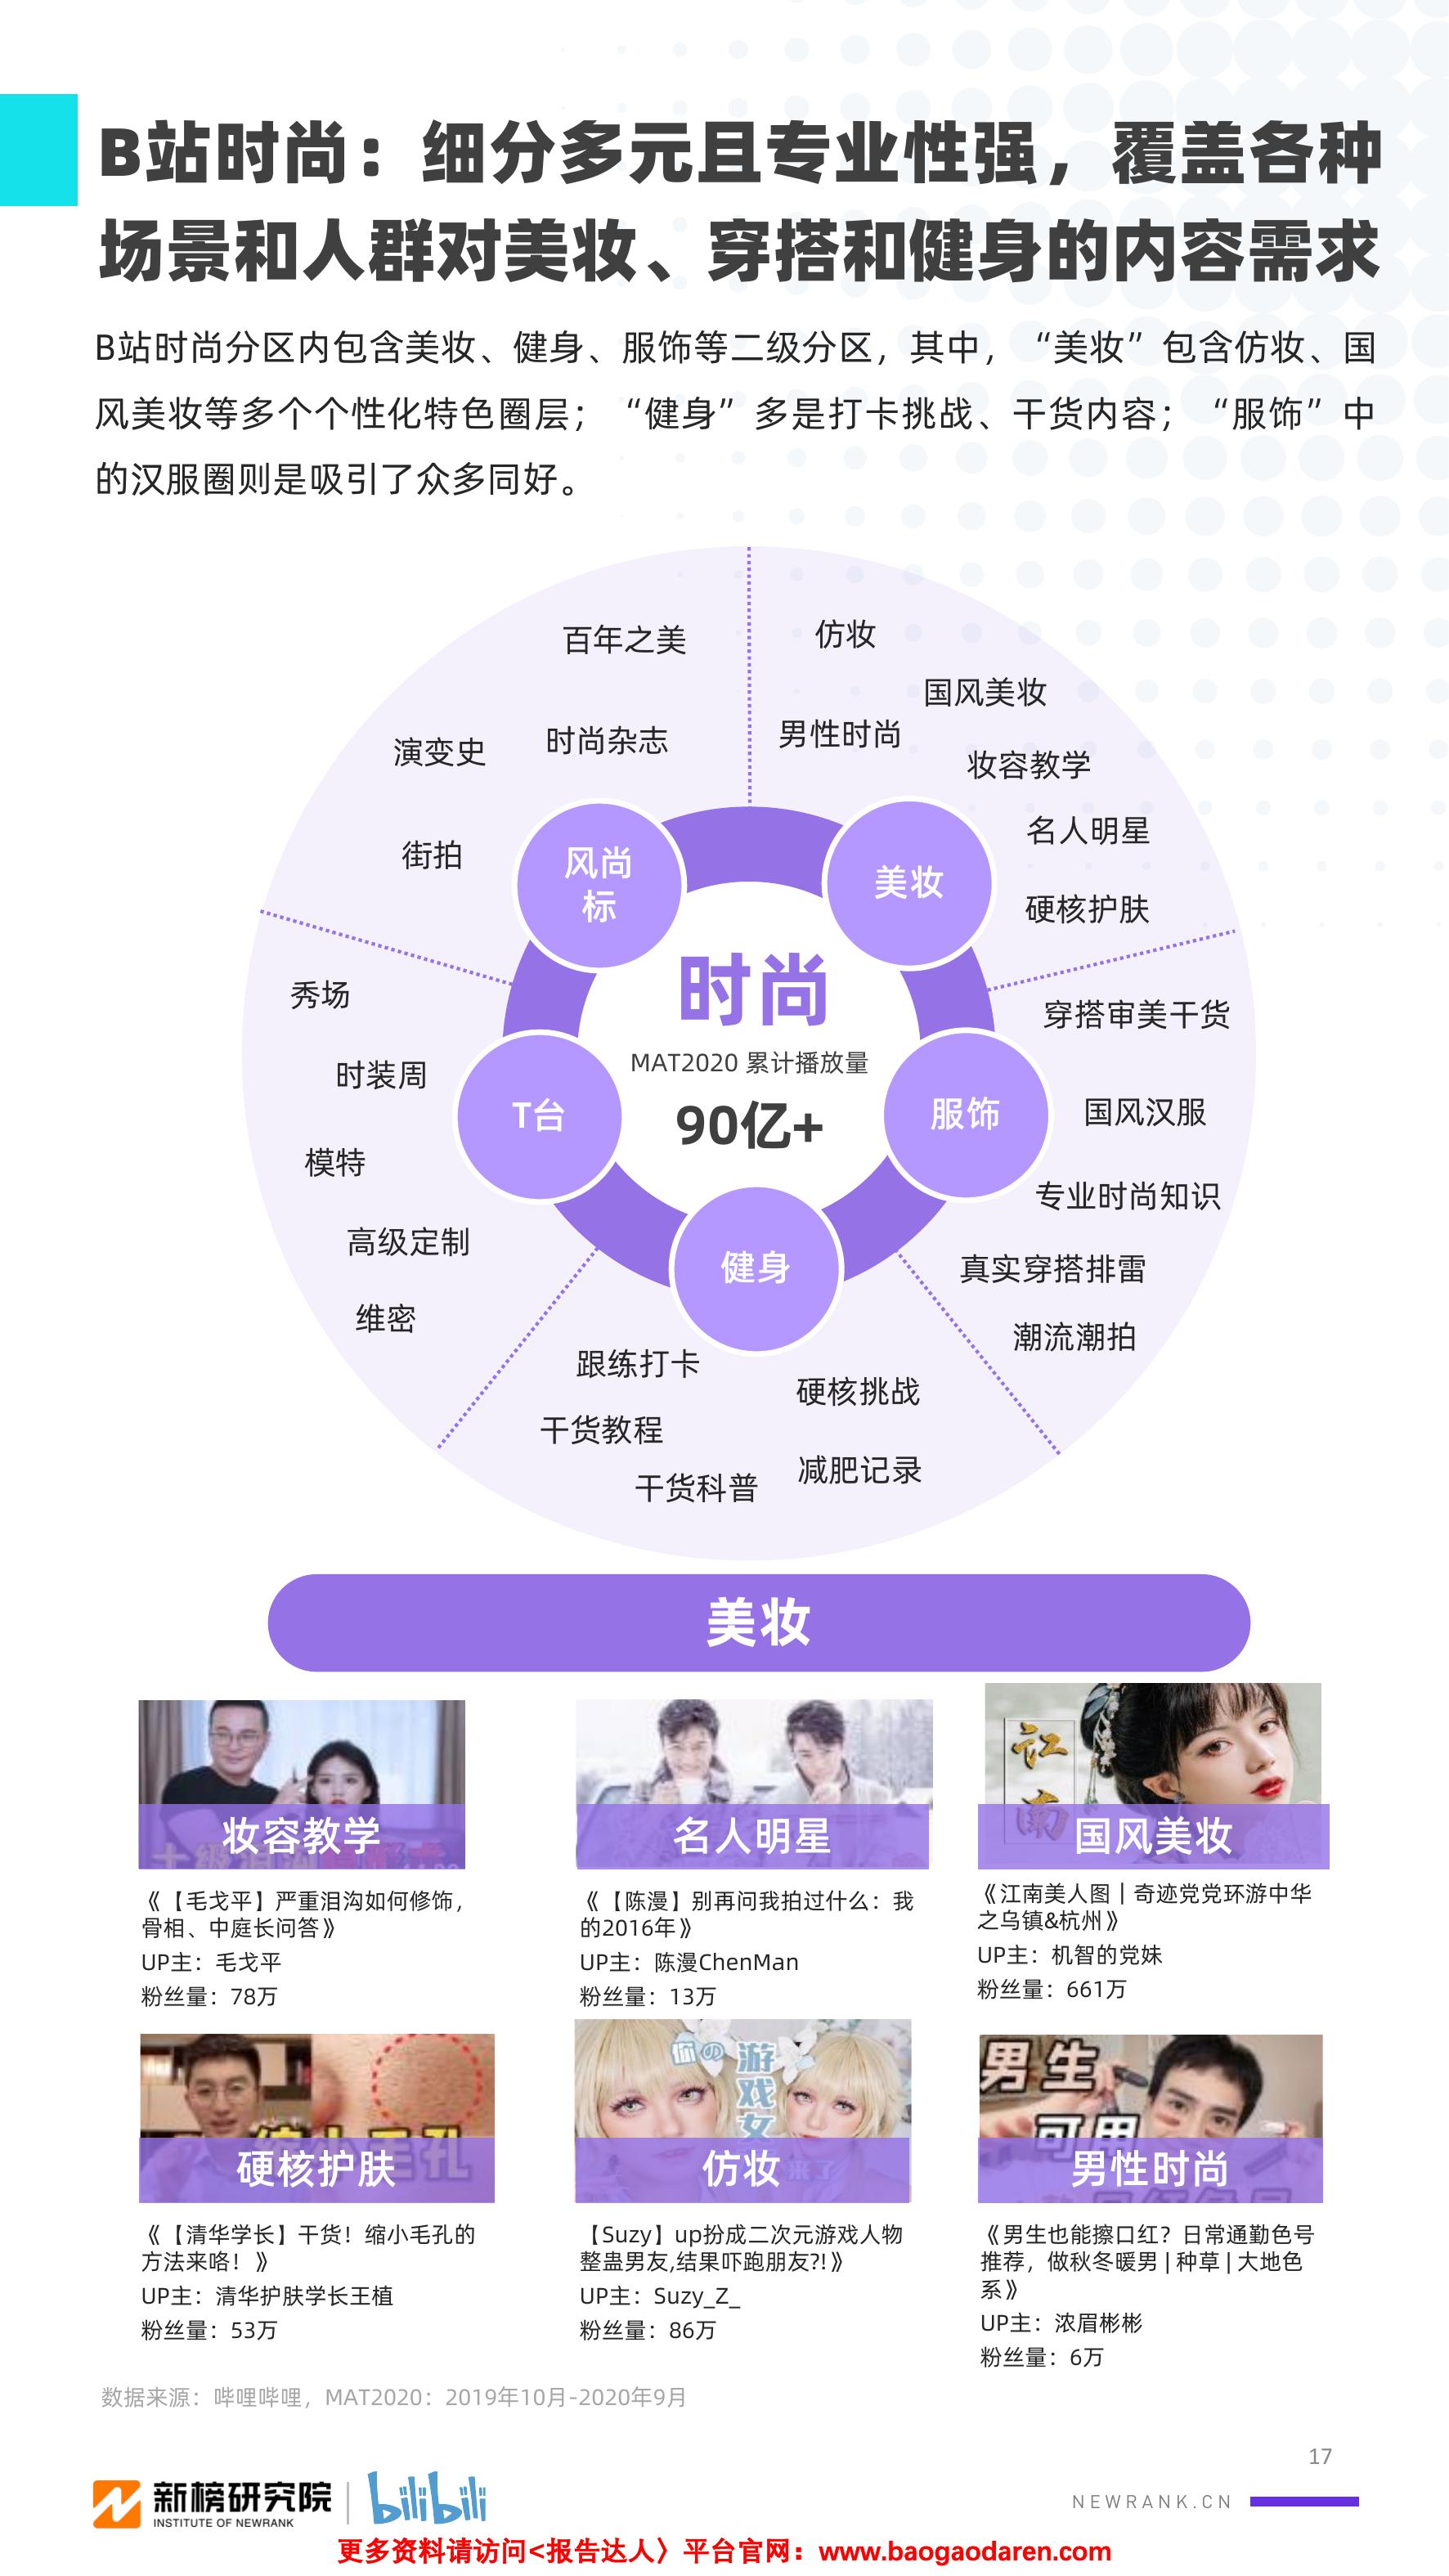 B站时尚：细分多元且专业性强，覆盖各种
场景和人群对美妆、穿搭和健身的内容需求
B站时尚分区内包含美妆、健身、服饰等二级分区，其中，“美妆”包含仿妆、国
风美妆等多个个性化特色圈层；“健身”多是打卡挑战、干货内容；“服饰”中
的汉服圈则是吸引了众多同好。
百年之美
演变史
时尚杂志
街拍
风尚
标
仿妆
国风美妆
男性时尚
妆容教学
名人明星
硬核护肤
美妆
时尚
MAT2020 累计播放量
90亿+
秀场
时装周
模特
高级定制
维密
T台
穿搭审美干货
国风汉服
专业时尚知识
真实穿搭排雷
潮流潮拍
服饰
健身
跟练打卡
硬核挑战
干货教程
减肥记录
干货科普
美妆
妆容教学
《【毛戈平】严重泪沟如何修饰，
骨相、中庭长问答》
UP主：毛戈平
粉丝量：78万
名人明星
《【陈漫】别再问我拍过什么：我
的2016年》
UP主：陈漫ChenMan
粉丝量：13万
江
南
国风美妆
《江南美人图 | 奇迹党党环游中华
之乌镇&杭州》
UP主：机智的党妹
粉丝量：661万
毛孔
硬核护肤
《【清华学长】干货！缩小毛孔的
方法来咯！》
UP主：清华护肤学长王植
粉丝量：53万
你の
游
戏
女
来了
仿妆
【Suzy】up扮成二次元游戏人物
整蛊男友,结果吓跑朋友?!》
UP主：Suzy_Z_
粉丝量：86万
男生
可用
男性时尚
《男生也能擦口红？日常通勤色号
推荐，做秋冬暖男 | 种草 | 大地色
系》
UP主：浓眉彬彬
粉丝量：6万
数据来源：哔哩哔哩，MAT2020：2019年10月-2020年9月
17
新榜研究院
INSTITUTE OF NEWRANK
bilibili
NEWRANK.CN
更多资料请访问<报告达人〉平台官网：www.baogaodaren.com